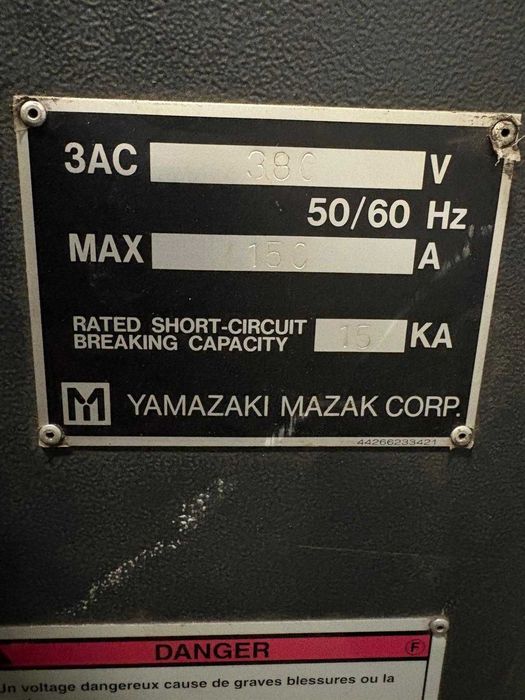 3AC 380 V
50/60 Hz
MAX 150 A
RATED SHORT-CIRCUIT
BREAKING CAPACITY 15 KA
M YAMAZAKI MAZAK CORP.
44266233421
DANGER F
Un voltage dangereux cause de graves blessures ou la